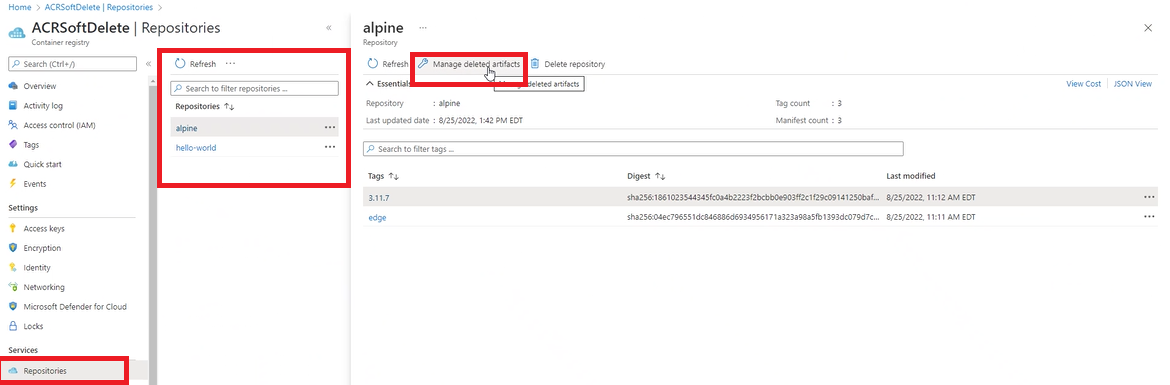 Home > ACRSoftDelete | Repositories >
ACRSoftDelete | Repositories
Container registry
Search (Ctrl+/)
Overview
Activity log
Access control (IAM)
Tags
Quick start
Events
Settings
Access keys
Encryption
Identity
Networking
Microsoft Defender for Cloud
Locks
Services
Repositories
Refresh ...
Search to filter repositories ...
Repositories ↑↓
alpine ...
hello-world ...
alpine ...
Repository
Refresh Manage deleted artifacts Delete repository
Manage deleted artifacts
Essentials View Cost | JSON View
Repository : alpine Tag count : 3
Last updated date : 8/25/2022, 1:42 PM EDT Manifest count : 3
Search to filter tags ...
Tags ↑↓ Digest ↑↓ Last modified
3.11.7 sha256:1861023544345fc0a4b2223f2bcbb0e903ff2c1f29c09141250baf... 8/25/2022, 11:12 AM EDT ...
edge sha256:04ec796551dc846886d6934956171a323a98a5fb1393dc079d7c... 8/25/2022, 11:11 AM EDT ...